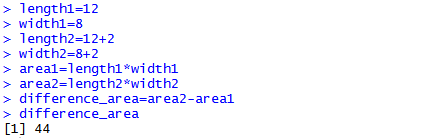 > length1=12
> width1=8
> length2=12+2
> width2=8+2
> area1=length1*width1
> area2=length2*width2
> difference_area=area2-area1
> difference_area
[1] 44